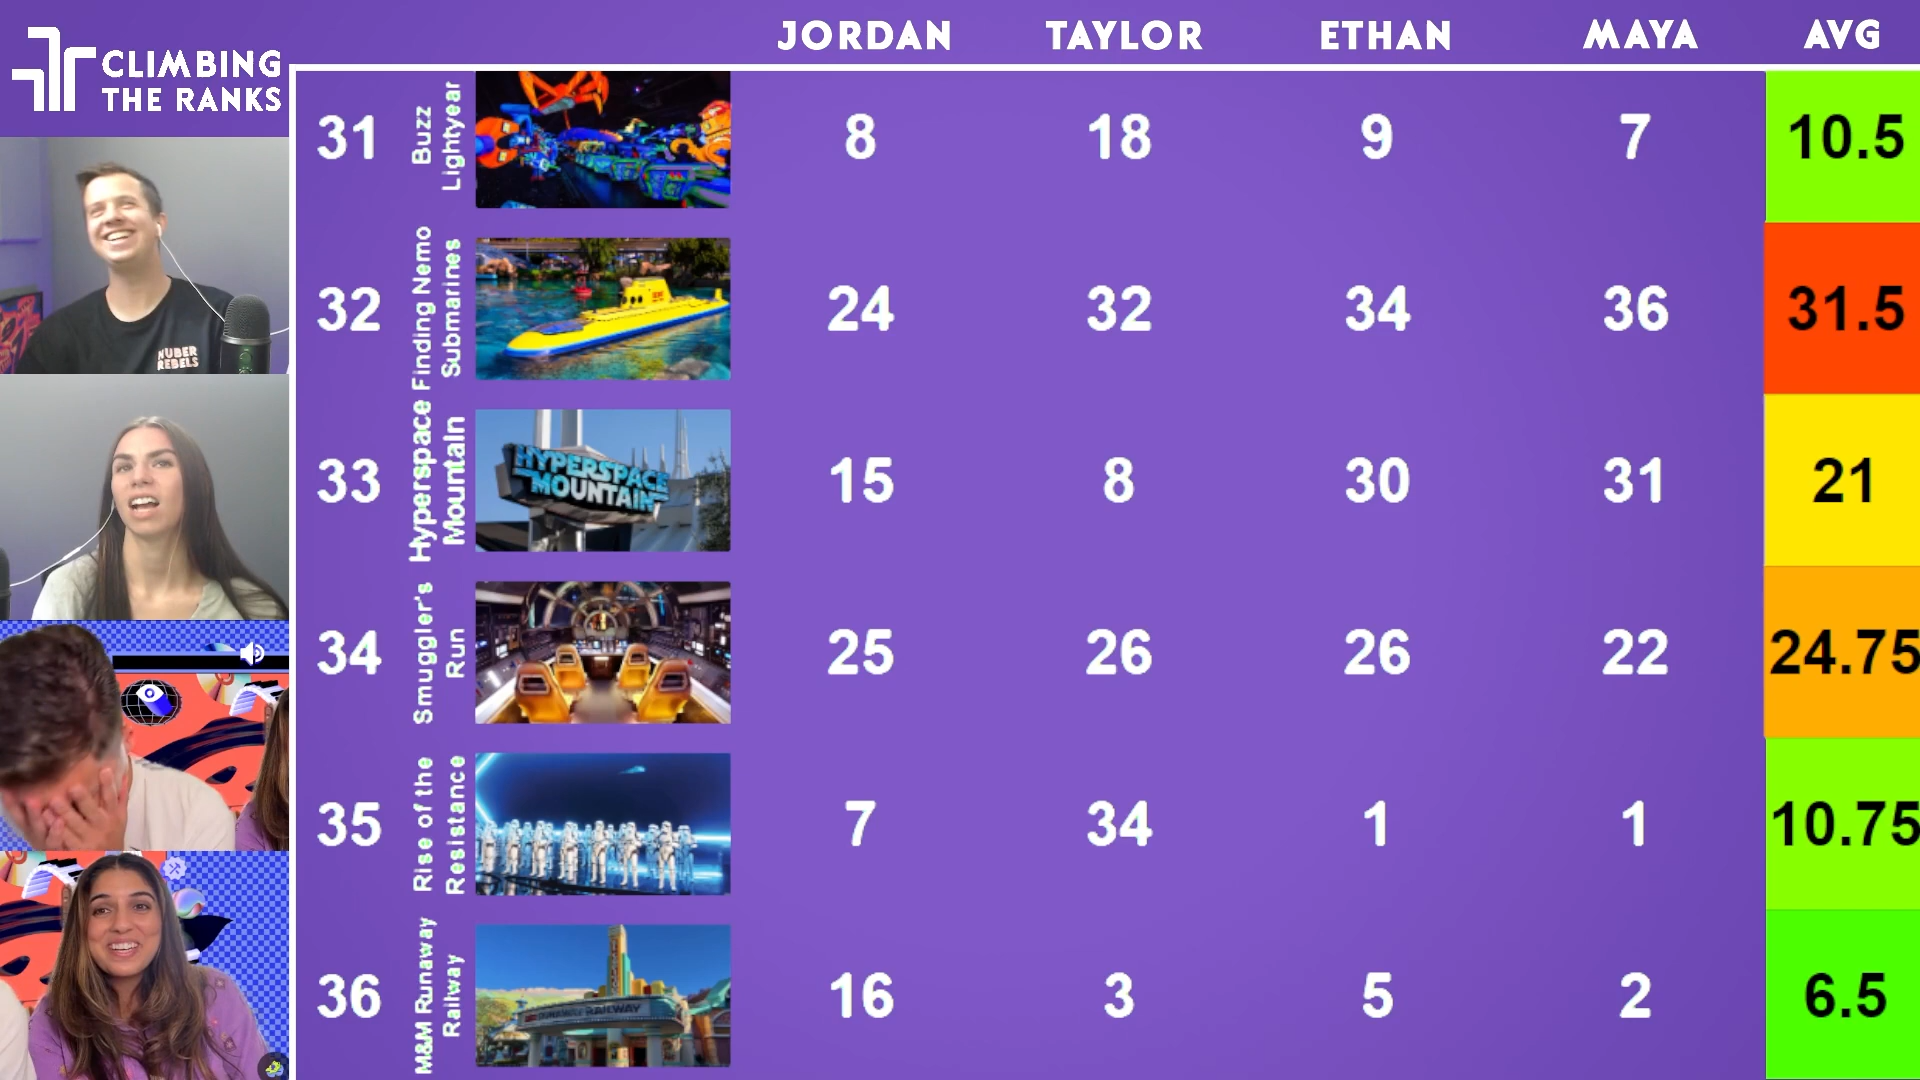 CLIMBING
THE RANKS
JORDAN TAYLOR ETHAN MAYA AVG
31 Buzz Lightyear 8 18 9 7 10.5
32 Finding Nemo Submarines 24 32 34 36 31.5
33 Hyperspace Mountain 15 8 30 31 21
HYPERSPACE
MOUNTAIN
34 Smuggler's Run 25 26 26 22 24.75
35 Rise of the Resistance 7 34 1 1 10.75
36 M&M Runaway Railway 16 3 5 2 6.5
RAILWAY
REBELS